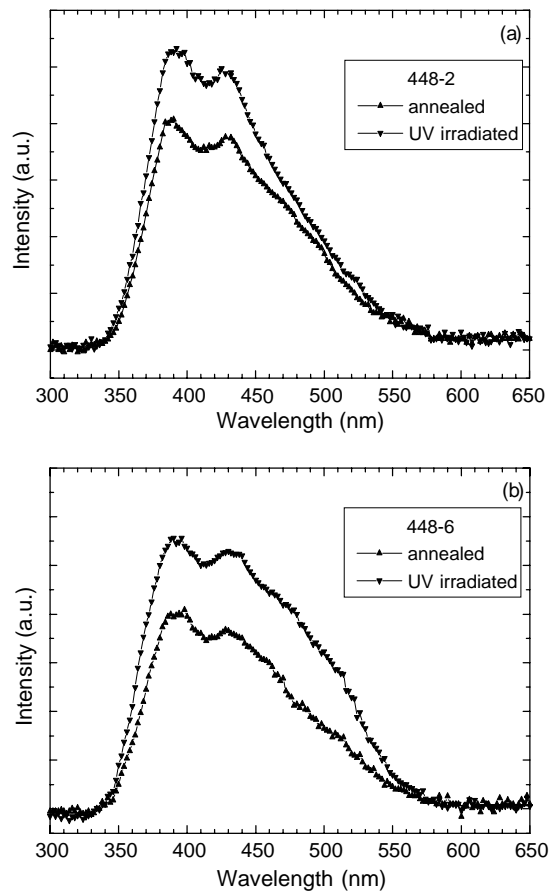 (a)
448-2
annealed
UV irradiated
Intensity (a.u.)
300 350 400 450 500 550 600 650
Wavelength (nm)
(b)
448-6
annealed
UV irradiated
Intensity (a.u.)
300 350 400 450 500 550 600 650
Wavelength (nm)